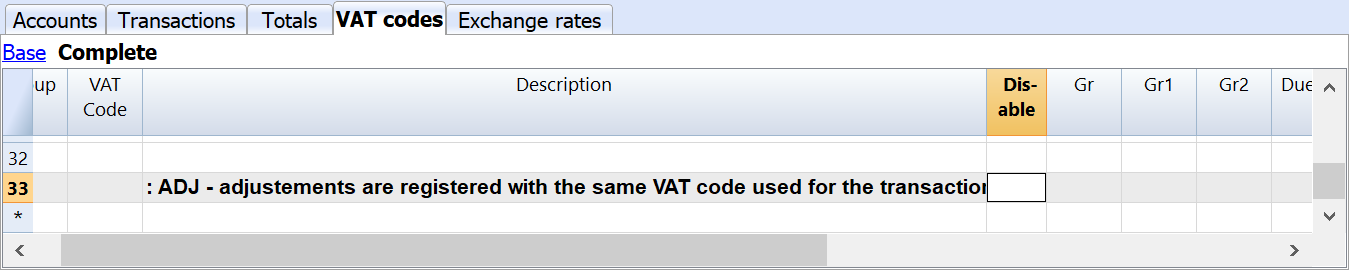 Accounts Transactions Totals VAT codes Exchange rates
Base Complete
up VAT Code Description Dis-able Gr Gr1 Gr2 Due
32
33 : ADJ - adjustements are registered with the same VAT code used for the transaction
*